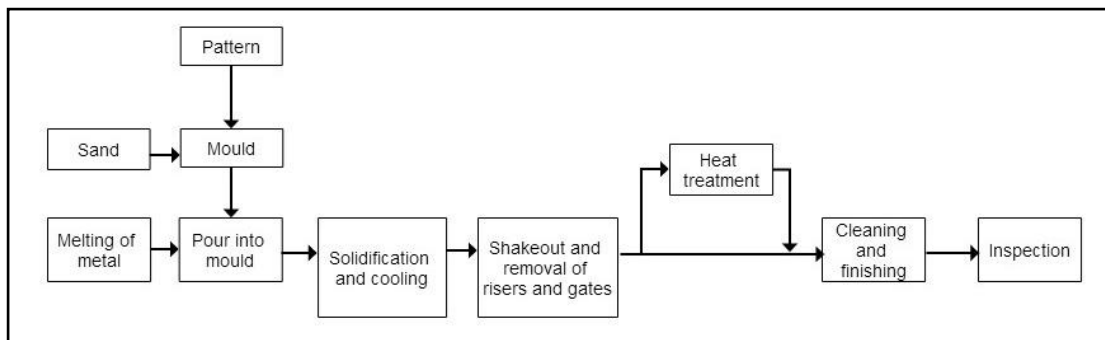 Pattern
Sand
Mould
Heat
treatment
Melting of
metal
Pour into
mould
Solidification
and cooling
Shakeout and
removal of
risers and gates
Cleaning
and
finishing
Inspection